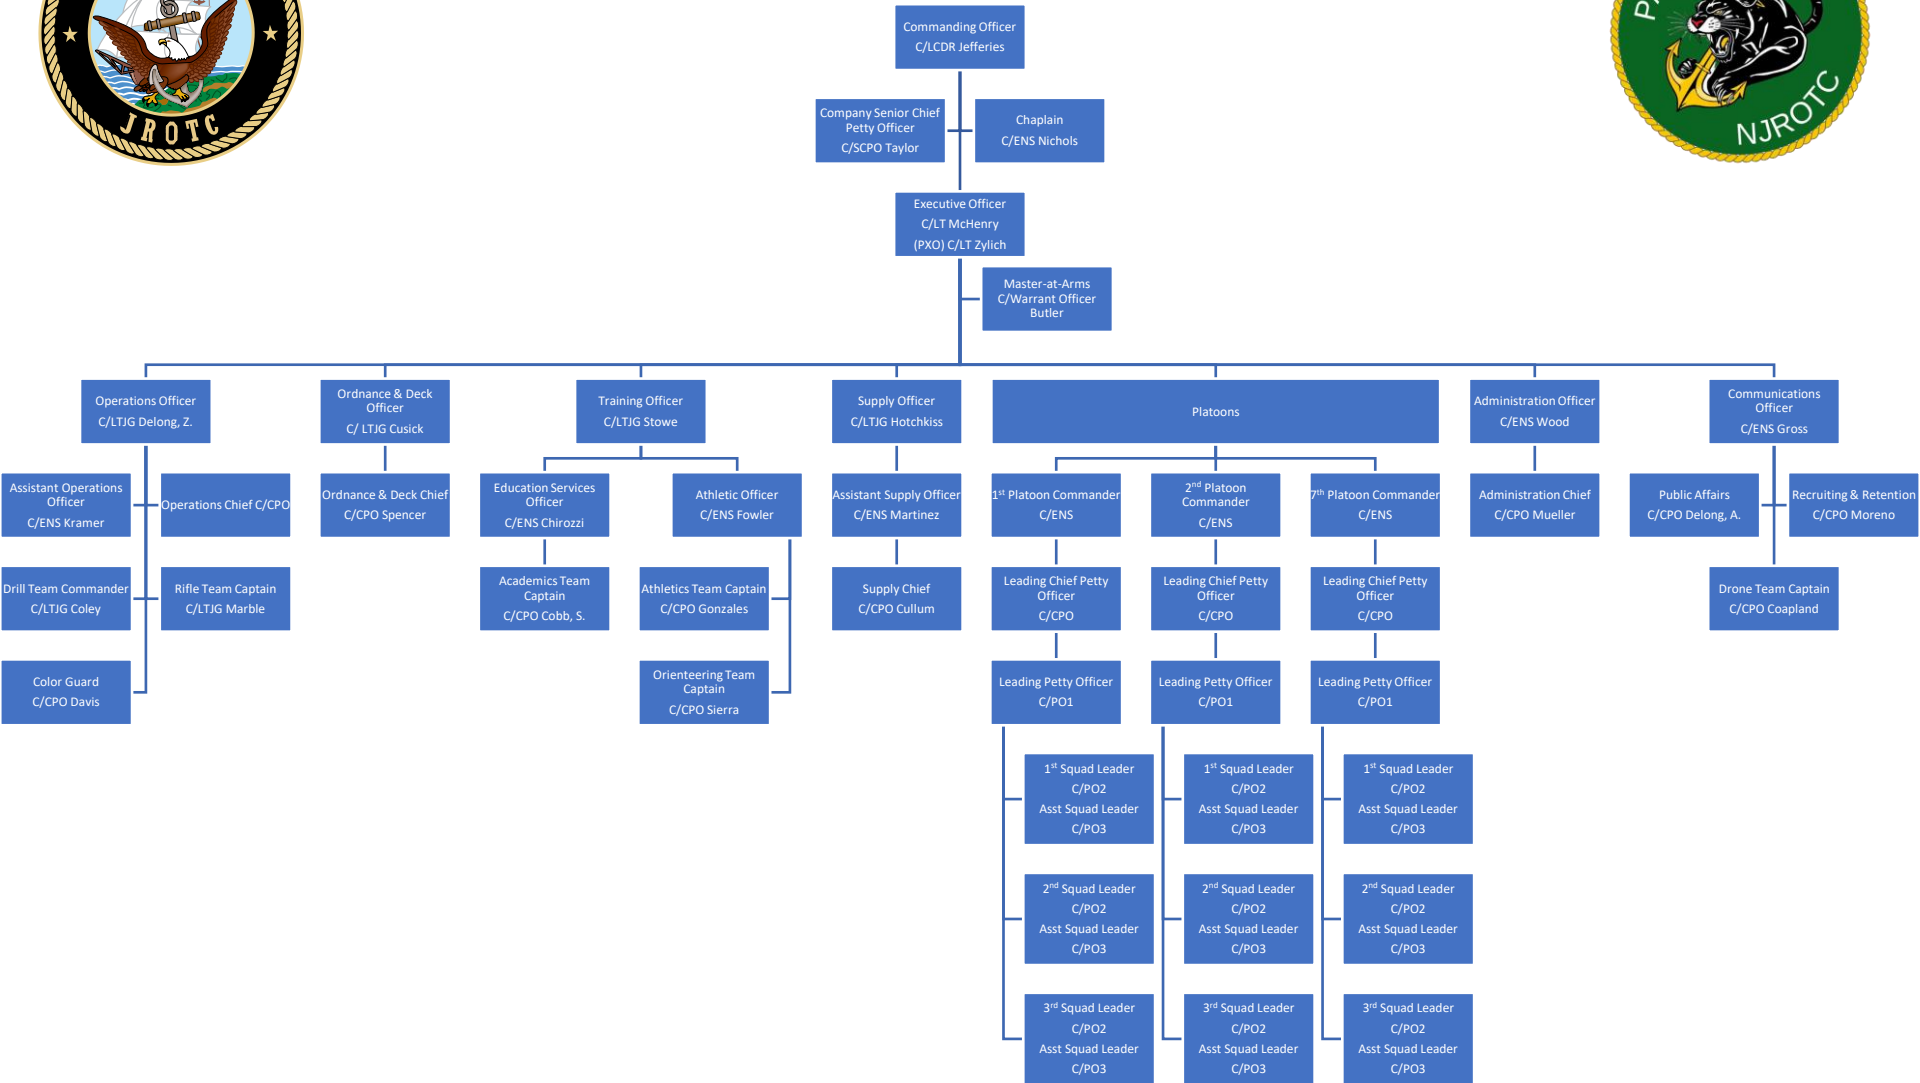 JROTC
Commanding Officer
C/LCDR Jefferies
NJROTC
Company Senior Chief
Petty Officer
C/SCPO Taylor
Chaplain
C/ENS Nichols
Executive Officer
C/LT McHenry
(PXO) C/LT Zylich
Master-at-Arms
C/Warrant Officer
Butler
Operations Officer
C/LTJG Delong, Z.
Ordnance & Deck
Officer
C/ LTJG Cusick
Training Officer
C/LTJG Stowe
Supply Officer
C/LTJG Hotchkiss
Platoons
Administration Officer
C/ENS Wood
Communications
Officer
C/ENS Gross
Assistant Operations
Officer
C/ENS Kramer
Operations Chief C/CPO
Ordnance & Deck Chief
C/CPO Spencer
Education Services
Officer
C/ENS Chirozzi
Athletic Officer
C/ENS Fowler
Assistant Supply Officer
C/ENS Martinez
1st Platoon Commander
C/ENS
2nd Platoon
Commander
C/ENS
7th Platoon Commander
C/ENS
Administration Chief
C/CPO Mueller
Public Affairs
C/CPO Delong, A.
Recruiting & Retention
C/CPO Moreno
Drill Team Commander
C/LTJG Coley
Rifle Team Captain
C/LTJG Marble
Academics Team
Captain
C/CPO Cobb, S.
Athletics Team Captain
C/CPO Gonzales
Supply Chief
C/CPO Cullum
Leading Chief Petty
Officer
C/CPO
Leading Chief Petty
Officer
C/CPO
Leading Chief Petty
Officer
C/CPO
Drone Team Captain
C/CPO Coapland
Color Guard
C/CPO Davis
Orienteering Team
Captain
C/CPO Sierra
Leading Petty Officer
C/PO1
Leading Petty Officer
C/PO1
Leading Petty Officer
C/PO1
1st Squad Leader
C/PO2
Asst Squad Leader
C/PO3
1st Squad Leader
C/PO2
Asst Squad Leader
C/PO3
1st Squad Leader
C/PO2
Asst Squad Leader
C/PO3
2nd Squad Leader
C/PO2
Asst Squad Leader
C/PO3
2nd Squad Leader
C/PO2
Asst Squad Leader
C/PO3
2nd Squad Leader
C/PO2
Asst Squad Leader
C/PO3
3rd Squad Leader
C/PO2
Asst Squad Leader
C/PO3
3rd Squad Leader
C/PO2
Asst Squad Leader
C/PO3
3rd Squad Leader
C/PO2
Asst Squad Leader
C/PO3